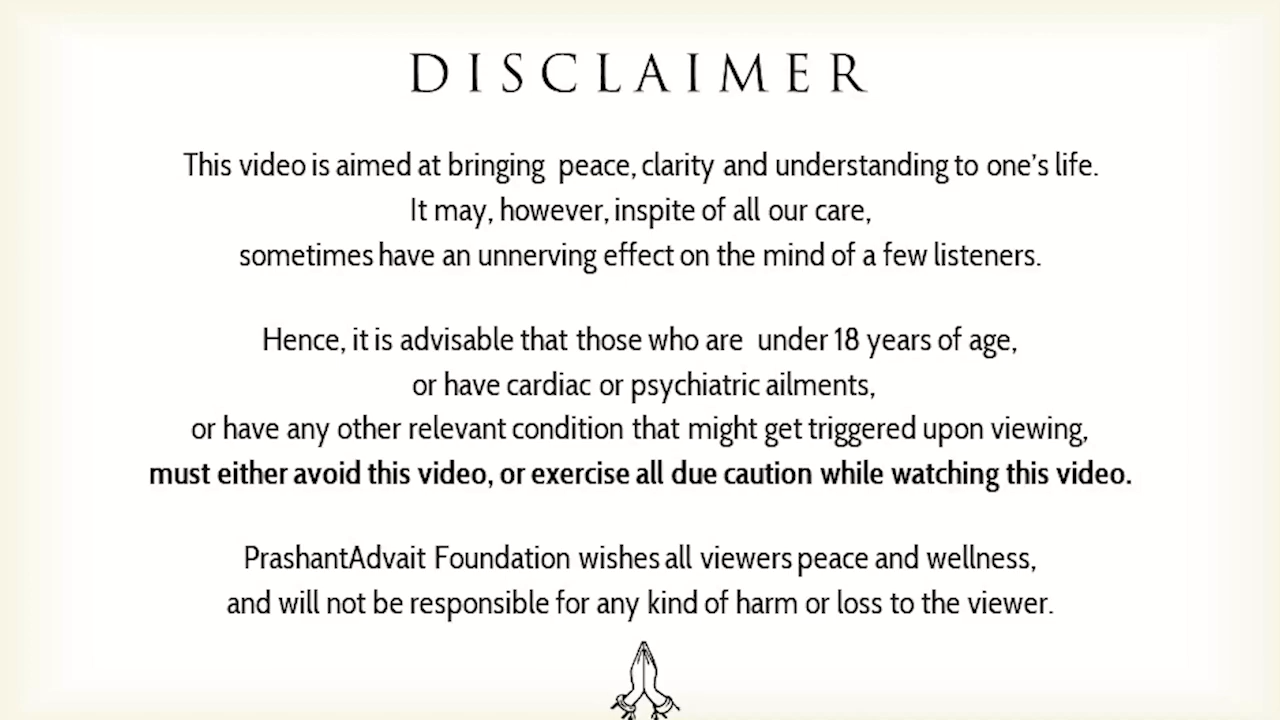 DISCLAIMER
This video is aimed at bringing peace, clarity and understanding to one's life.
It may, however, inspite of all our care,
sometimes have an unnerving effect on the mind of a few listeners.
Hence, it is advisable that those who are under 18 years of age,
or have cardiac or psychiatric ailments,
or have any other relevant condition that might get triggered upon viewing,
must either avoid this video, or exercise all due caution while watching this video.
PrashantAdvait Foundation wishes all viewers peace and wellness,
and will not be responsible for any kind of harm or loss to the viewer.